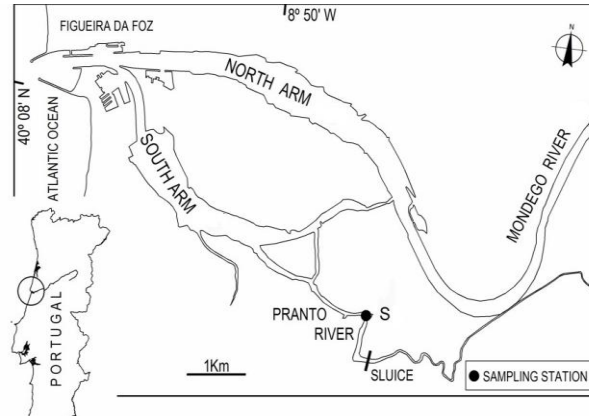 FIGUEIRA DA FOZ
8º 50' W
40º 08' N
ATLANTIC OCEAN
NORTH ARM
SOUTH ARM
MONDEGO RIVER
PRANTO
RIVER
S
SLUICE
1Km
PORTUGAL
SAMPLING STATION